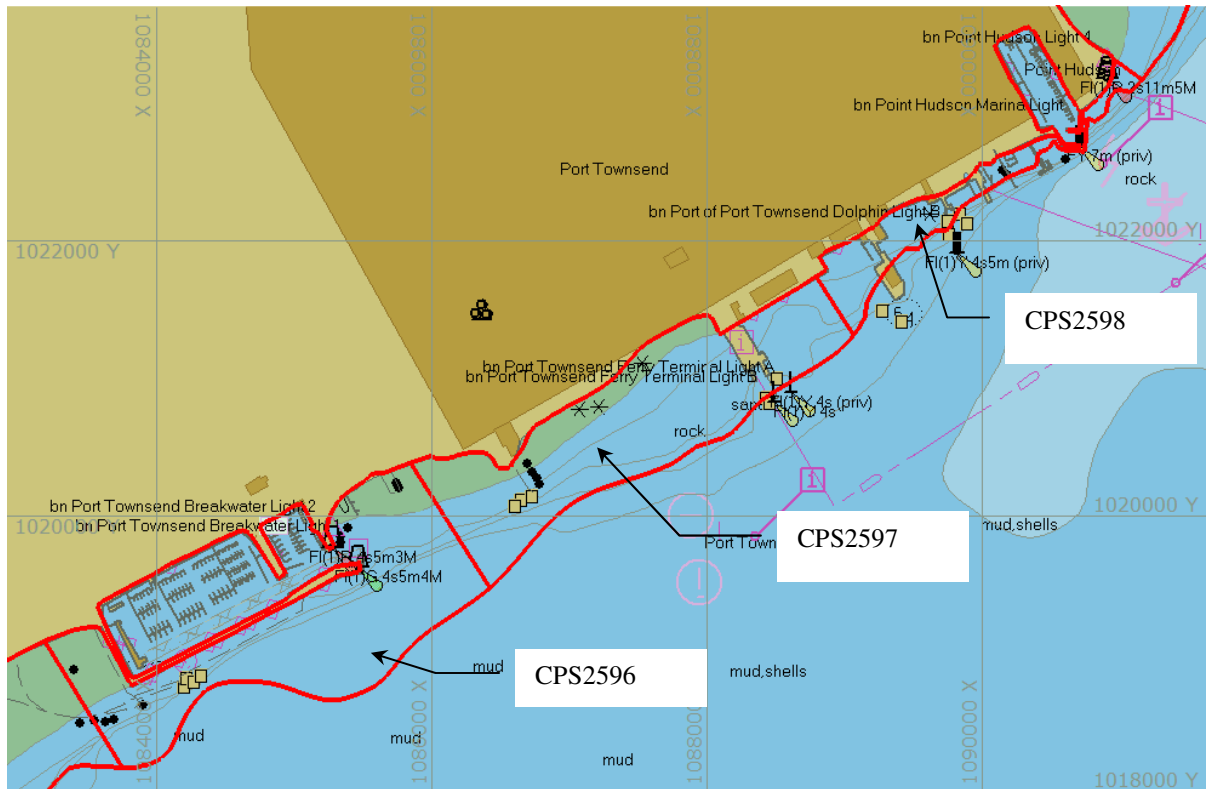 1084000 X
1086000 X
1088000 X
bn Point Hudson Light 4
Point Hudson
Fl(1)R 2s11m5M
bn Point Hudson Marina Light
7m (priv)
rock
Port Townsend
bn Port of Port Townsend Dolphin Light B
1022000 Y
1022000 Y
Fl(1)Y 4s5m (priv)
CPS2598
bn Port Townsend Ferry Terminal Light A
bn Port Townsend Ferry Terminal Light B
Fl(1)Y 4s (priv)
4s
rock
bn Port Townsend Breakwater Light 2
1020000 Y
1020000 Y
bn Port Townsend Breakwater Light 1
mud,shells
Port Town
CPS2597
Fl(1)R 4s5m3M
Fl(1)G 4s5m4M
mud
CPS2596
mud,shells
mud
mud
mud
1084000 X
1086000 X
1088000 X
1090000 X
1018000 Y